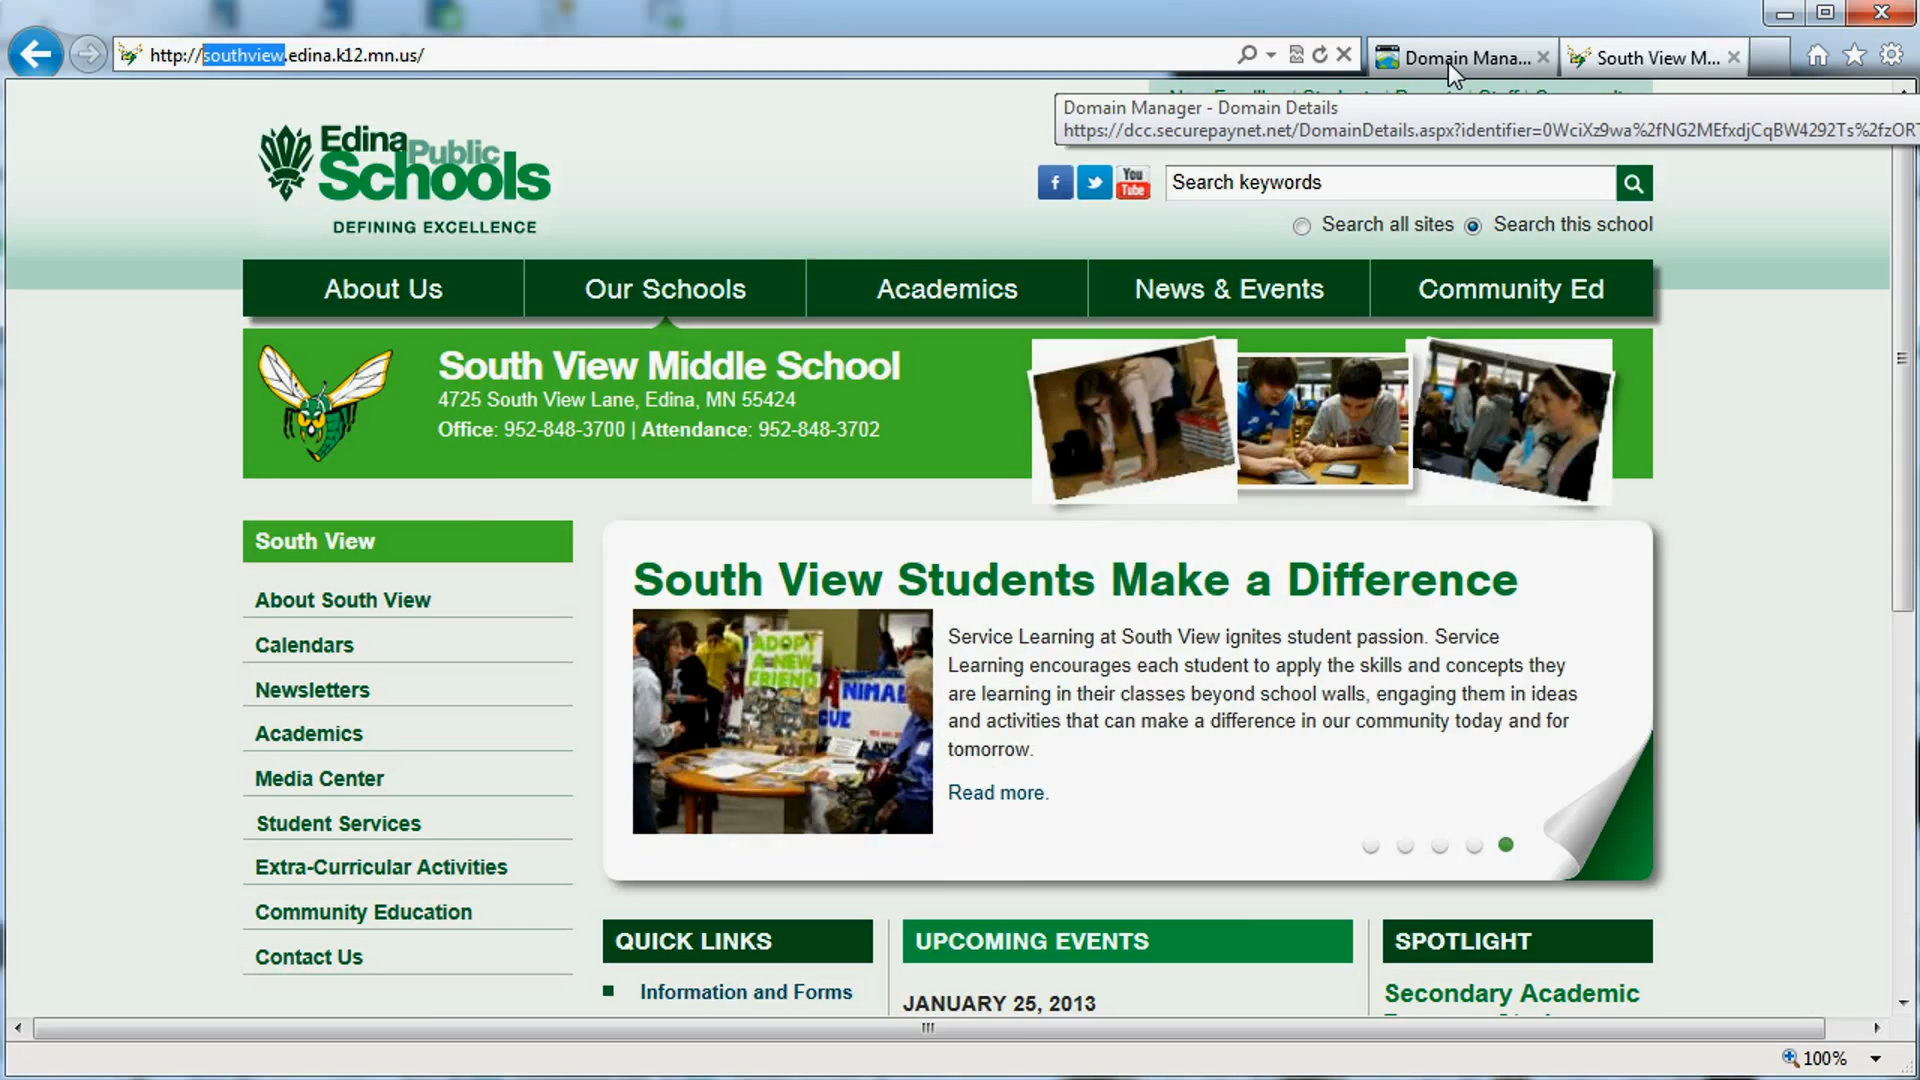 http://southview.edina.k12.mn.us/
Domain Mana...
South View M...
Domain Manager - Domain Details
https://dcc.securepaynet.net/DomainDetails.aspx?identifier=0WciXz9wa%2fNG2MEfxdjCqBW4292Ts%2fzORT
Edina Public
Schools
DEFINING EXCELLENCE
f
You
Tube
Search keywords
Search all sites
Search this school
About Us
Our Schools
Academics
News & Events
Community Ed
South View Middle School
4725 South View Lane, Edina, MN 55424
Office: 952-848-3700 | Attendance: 952-848-3702
South View
About South View
Calendars
Newsletters
Academics
Media Center
Student Services
Extra-Curricular Activities
Community Education
Contact Us
South View Students Make a Difference
ADOPT
A NEW
FRIEND
ANIMAL
Service Learning at South View ignites student passion. Service
Learning encourages each student to apply the skills and concepts they
are learning in their classes beyond school walls, engaging them in ideas
and activities that can make a difference in our community today and for
tomorrow.
Read more.
QUICK LINKS
Information and Forms
UPCOMING EVENTS
JANUARY 25, 2013
SPOTLIGHT
Secondary Academic
100%